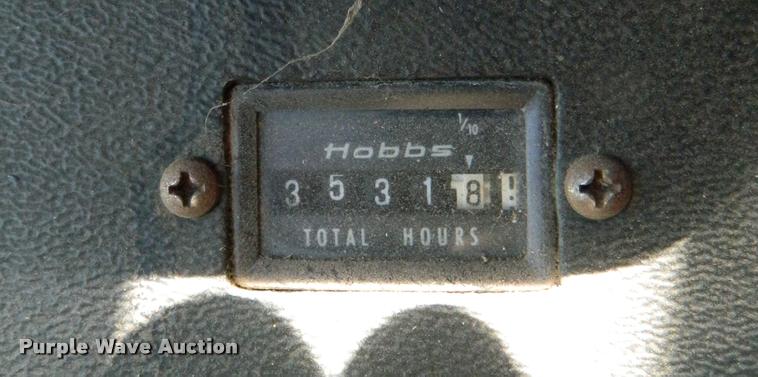 1/10
Hobbs
3 5 3 1 8
TOTAL HOURS
Purple Wave Auction